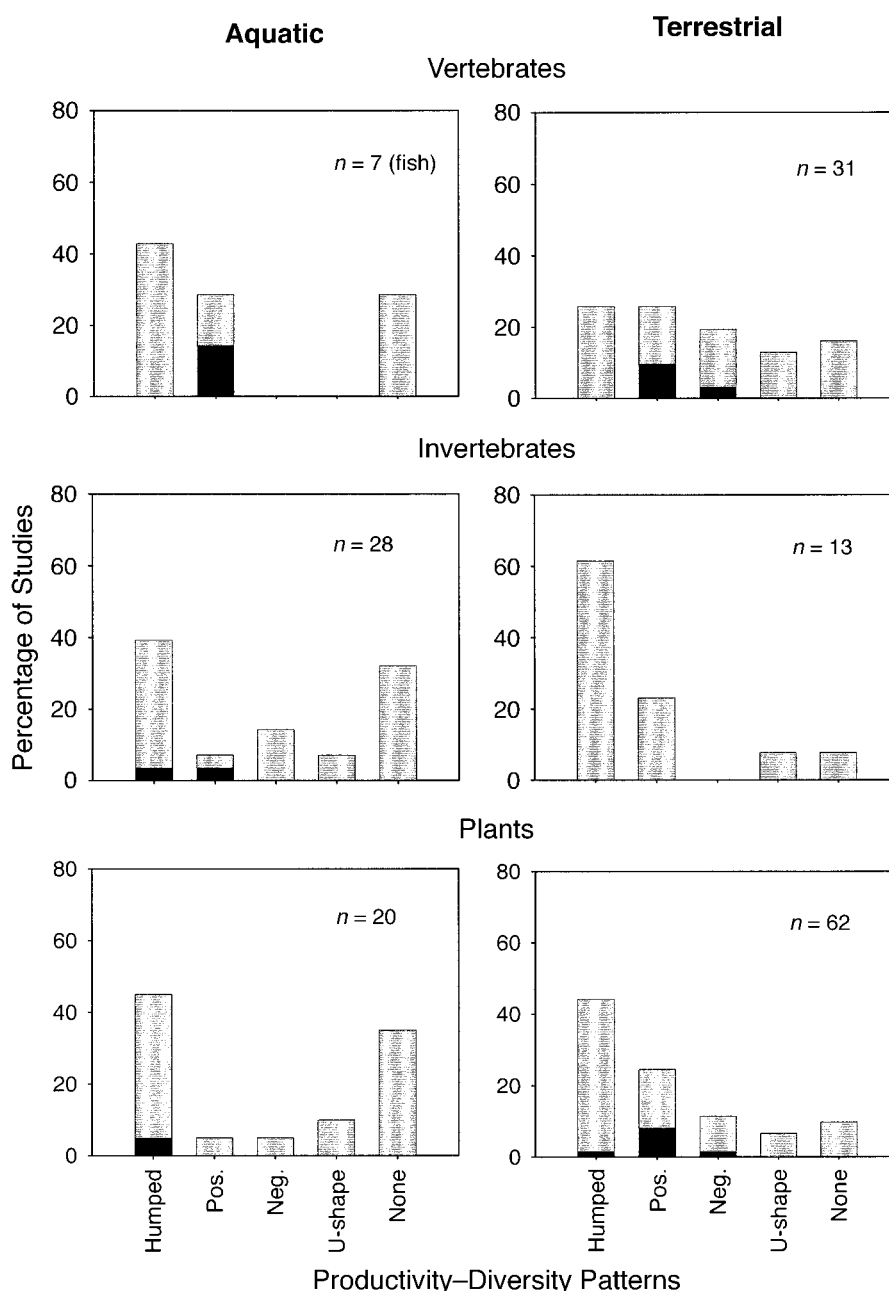 Aquatic
Terrestrial
Vertebrates
80
60
40
20
0
n = 7 (fish)
80
60
40
20
0
n = 31
Invertebrates
Percentage of Studies
80
60
40
20
0
n = 28
80
60
40
20
0
n = 13
Plants
80
60
40
20
0
n = 20
80
60
40
20
0
n = 62
Humped
Pos.
Neg.
U-shape
None
Humped
Pos.
Neg.
U-shape
None
Productivity–Diversity Patterns